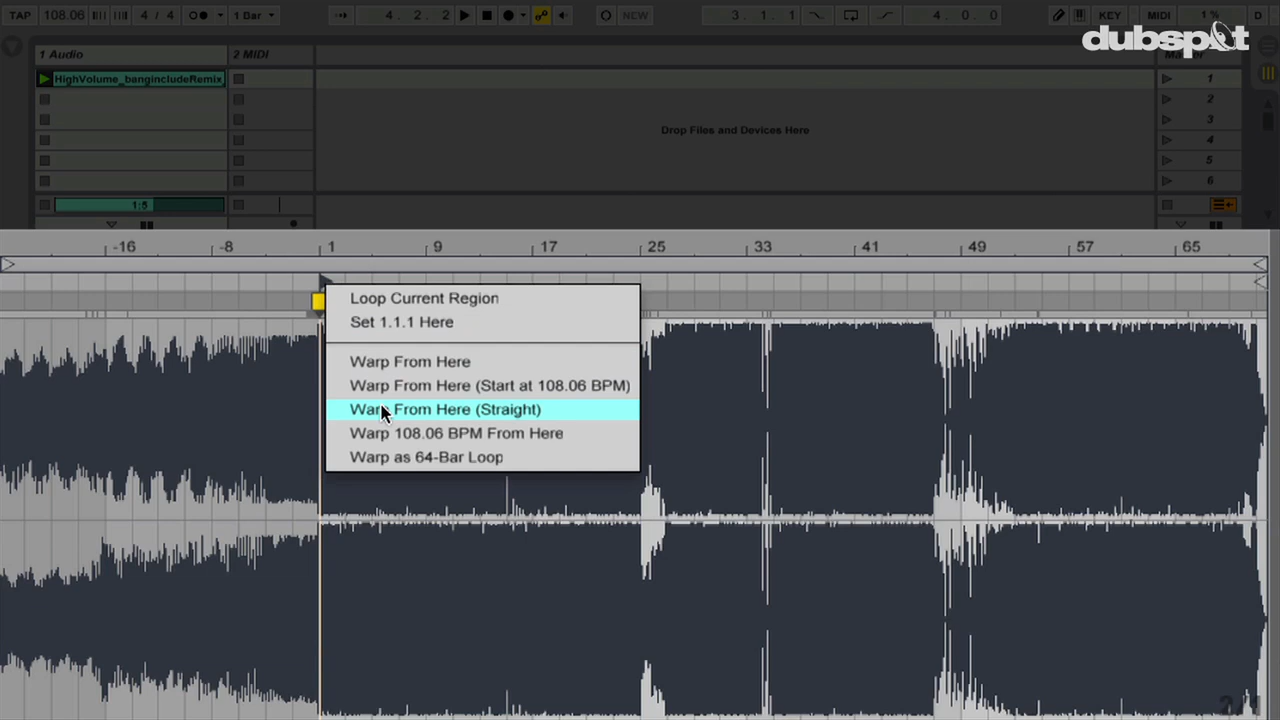 TAP 108.06 4 / 4 1 Bar 4. 2. 2 NEW 3. 1. 1 4. 0. 0 KEY MIDI 1 % D
dubspot
1 Audio 2 MIDI
HighVolume_bangincludeRemix 1
Drop Files and Devices Here 2
3
4
5
6
1:5
-16 -8 1 9 17 25 33 41 49 57 65
Loop Current Region
Set 1.1.1 Here
Warp From Here
Warp From Here (Start at 108.06 BPM)
Warp From Here (Straight)
Warp 108.06 BPM From Here
Warp as 64-Bar Loop